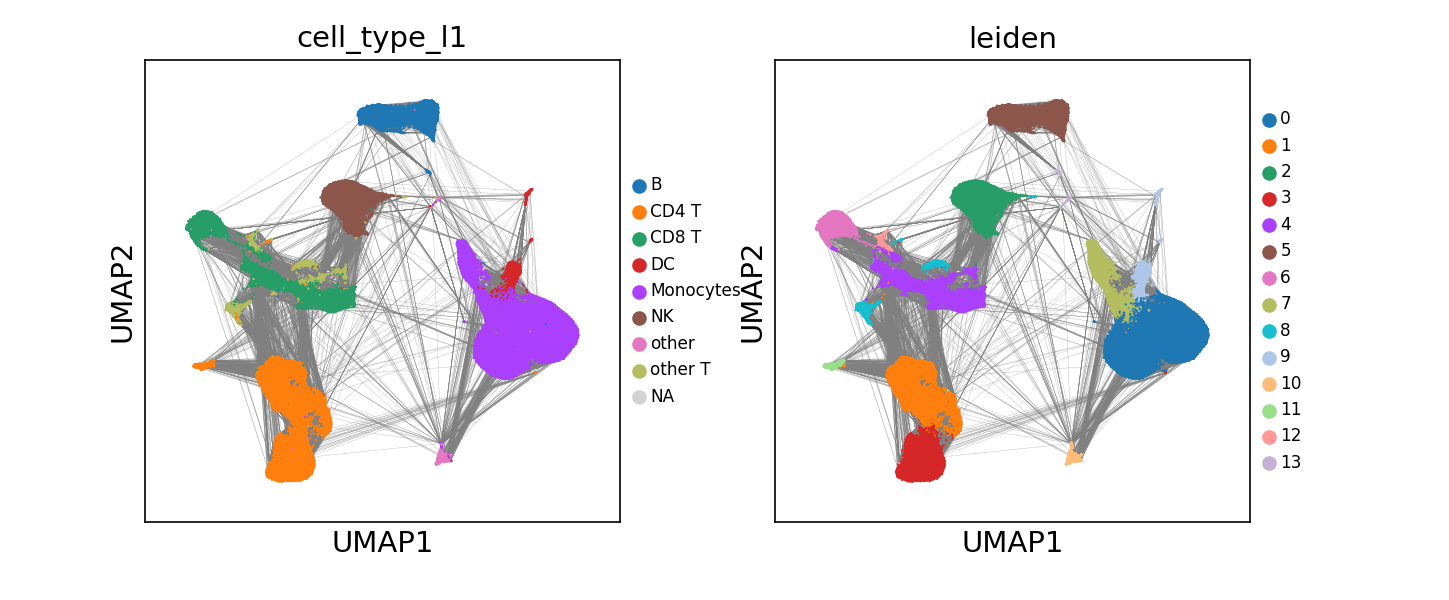 cell_type_l1
UMAP2
UMAP1
B
CD4 T
CD8 T
DC
Monocytes
NK
other
other T
NA
leiden
UMAP2
UMAP1
0
1
2
3
4
5
6
7
8
9
10
11
12
13